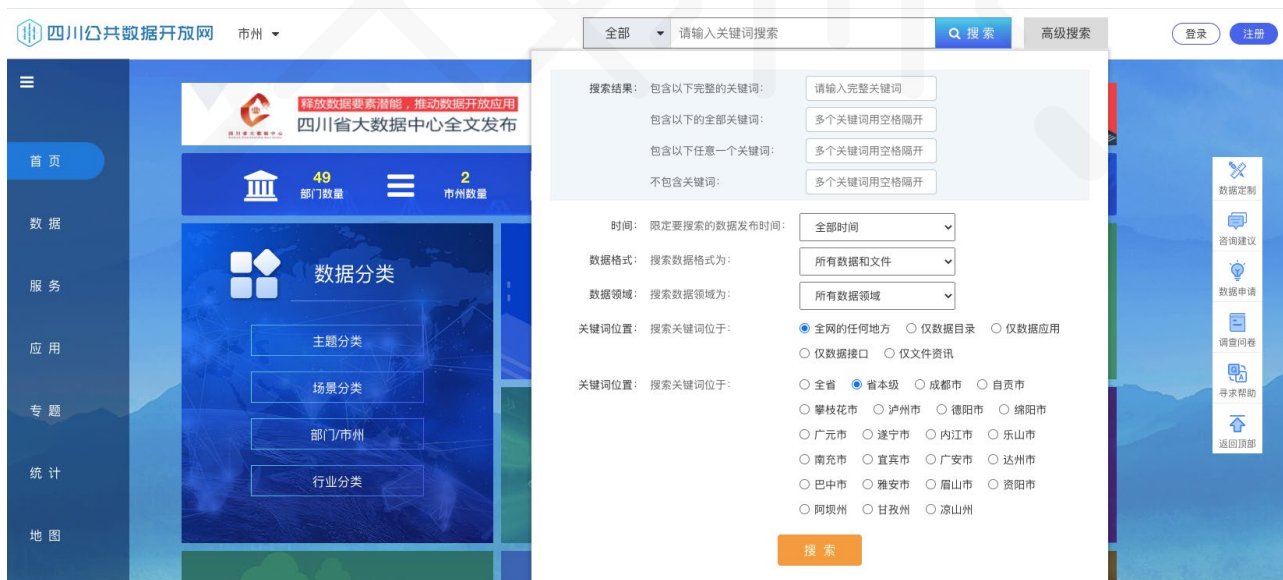 四川公共数据开放网
市州
全部
请输入关键词搜索
搜 索
高级搜索
登录
注册
首 页
数 据
服 务
应 用
专 题
统 计
地 图
释放数据要素潜能，推动数据开放应用
四川省大数据中心
四川省大数据中心全文发布
49
部门数量
2
市州数量
数据分类
主题分类
场景分类
部门/市州
行业分类
搜索结果: 包含以下完整的关键词: 请输入完整关键词
包含以下的全部关键词: 多个关键词用空格隔开
包含以下任意一个关键词: 多个关键词用空格隔开
不包含关键词: 多个关键词用空格隔开
时间: 限定要搜索的数据发布时间: 全部时间
数据格式: 搜索数据格式为: 所有数据和文件
数据领域: 搜索数据领域为: 所有数据领域
关键词位置: 搜索关键词位于: 全网的任何地方 仅数据目录 仅数据应用
仅数据接口 仅文件资讯
关键词位置: 搜索关键词位于: 全省 省本级 成都市 自贡市
攀枝花市 泸州市 德阳市 绵阳市
广元市 遂宁市 内江市 乐山市
南充市 宜宾市 广安市 达州市
巴中市 雅安市 眉山市 资阳市
阿坝州 甘孜州 凉山州
搜 索
数据定制
咨询建议
数据申请
调查问卷
寻求帮助
返回顶部